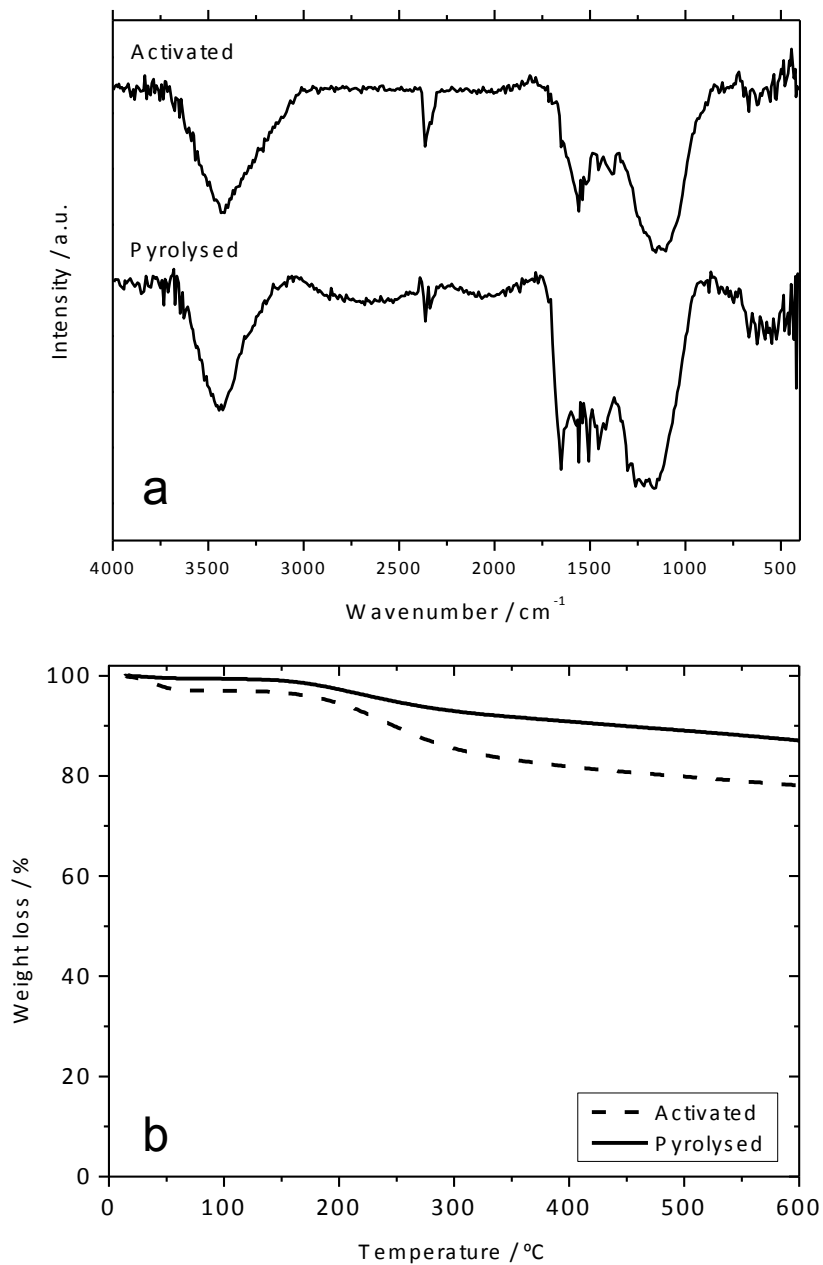 Activated
Pyrolysed
Intensity / a.u.
a
4000 3500 3000 2500 2000 1500 1000 500
Wavenumber / cm⁻¹
100
80
60
40
20
0
Weight loss / %
b
Activated
Pyrolysed
0 100 200 300 400 500 600
Temperature / ºC